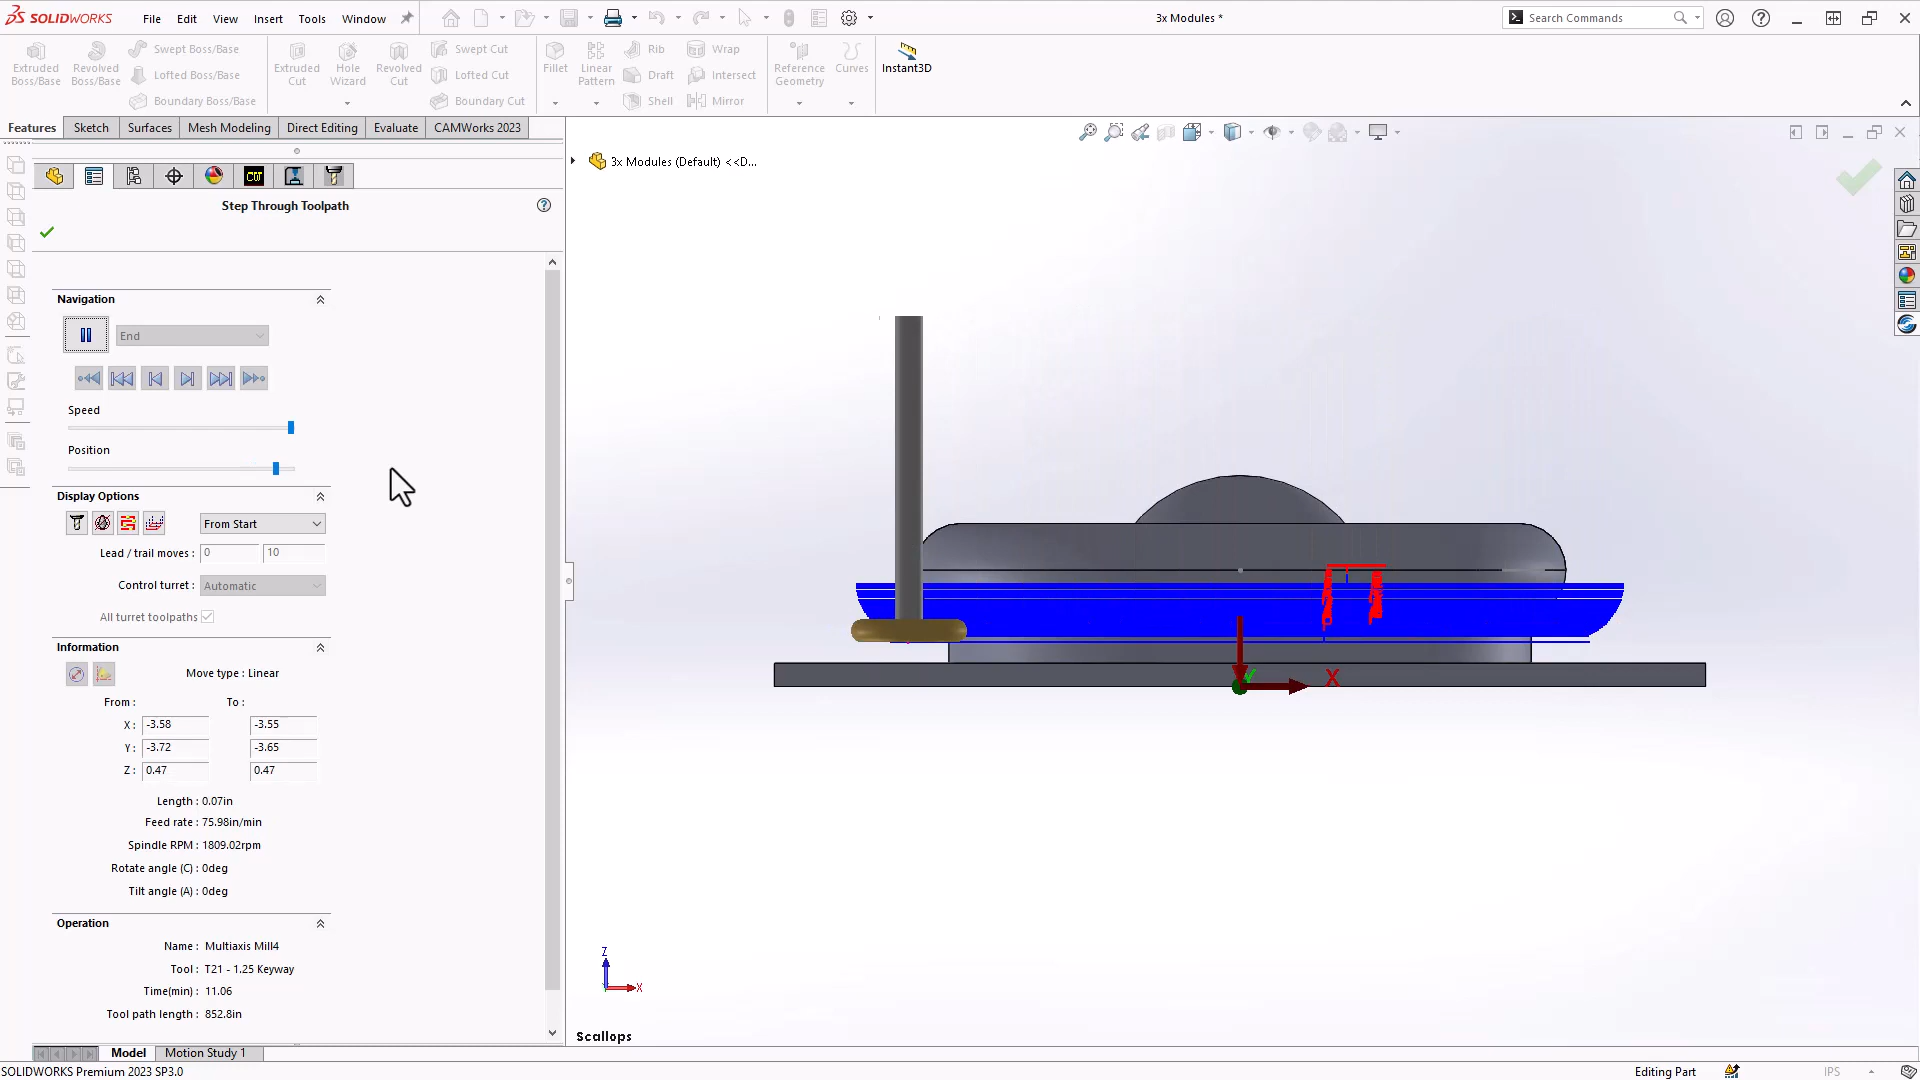 SOLIDWORKS File Edit View Insert Tools Window 3x Modules * Search Commands
Extruded Boss/Base
Revolved Boss/Base
Swept Boss/Base
Lofted Boss/Base
Boundary Boss/Base
Extruded Cut
Hole Wizard
Revolved Cut
Swept Cut
Lofted Cut
Boundary Cut
Fillet
Linear Pattern
Rib
Draft
Shell
Wrap
Intersect
Mirror
Reference Geometry
Curves
Instant3D
Features Sketch Surfaces Mesh Modeling Direct Editing Evaluate CAMWorks 2023
3x Modules (Default) <<D...
Step Through Toolpath
Navigation
End
Speed
Position
Display Options
From Start
Lead / trail moves : 0 10
Control turret : Automatic
All turret toolpaths
Information
Move type : Linear
From : To :
X : -3.58 -3.55
Y : -3.72 -3.65
Z : 0.47 0.47
Length : 0.07in
Feed rate : 75.98in/min
Spindle RPM : 1809.02rpm
Rotate angle (C) : 0deg
Tilt angle (A) : 0deg
Operation
Name : Multiaxis Mill4
Tool : T21 - 1.25 Keyway
Time(min) : 11.06
Tool path length : 852.8in
Y X
Z
X
Scallops
Model Motion Study 1
SOLIDWORKS Premium 2023 SP3.0 Editing Part IPS